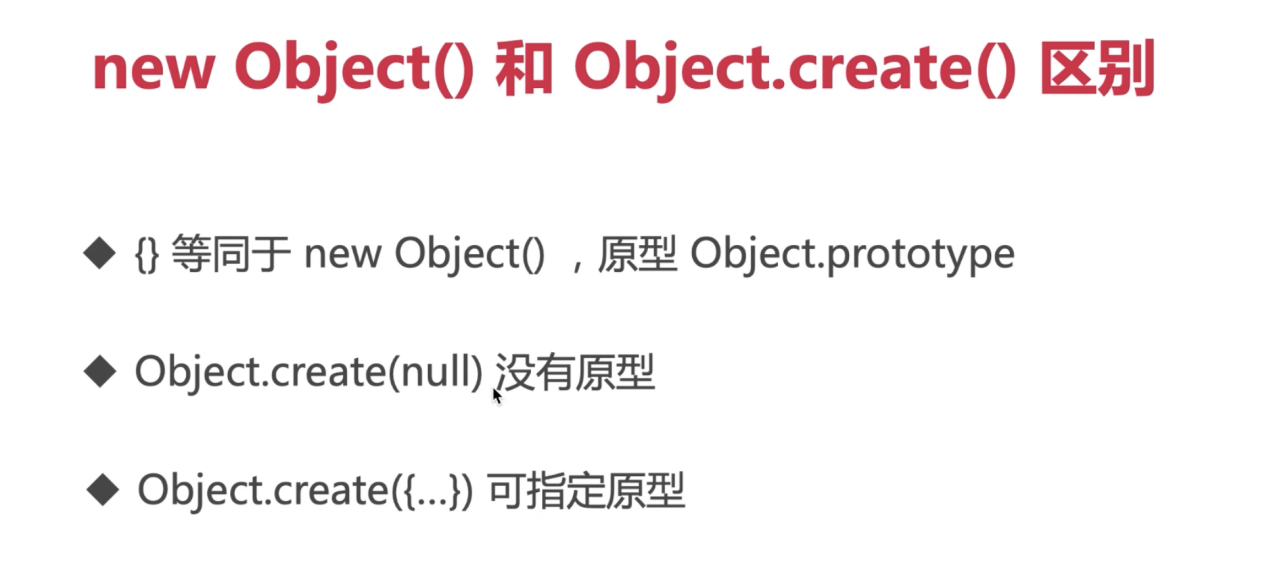 new Object() 和 Object.create() 区别
◆ {} 等同于 new Object() ，原型 Object.prototype
◆ Object.create(null) 没有原型
◆ Object.create({...}) 可指定原型